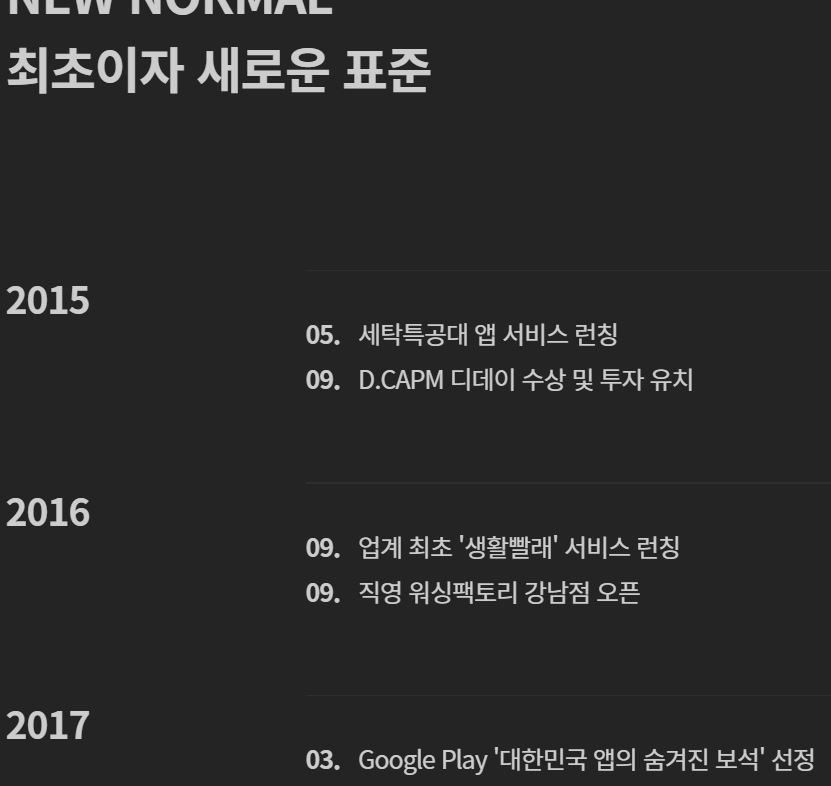 NEW NORMAL
최초이자 새로운 표준
2015
05. 세탁특공대 앱 서비스 런칭
09. D.CAPM 디데이 수상 및 투자 유치
2016
09. 업계 최초 '생활빨래' 서비스 런칭
09. 직영 워싱팩토리 강남점 오픈
2017
03. Google Play '대한민국 앱의 숨겨진 보석' 선정